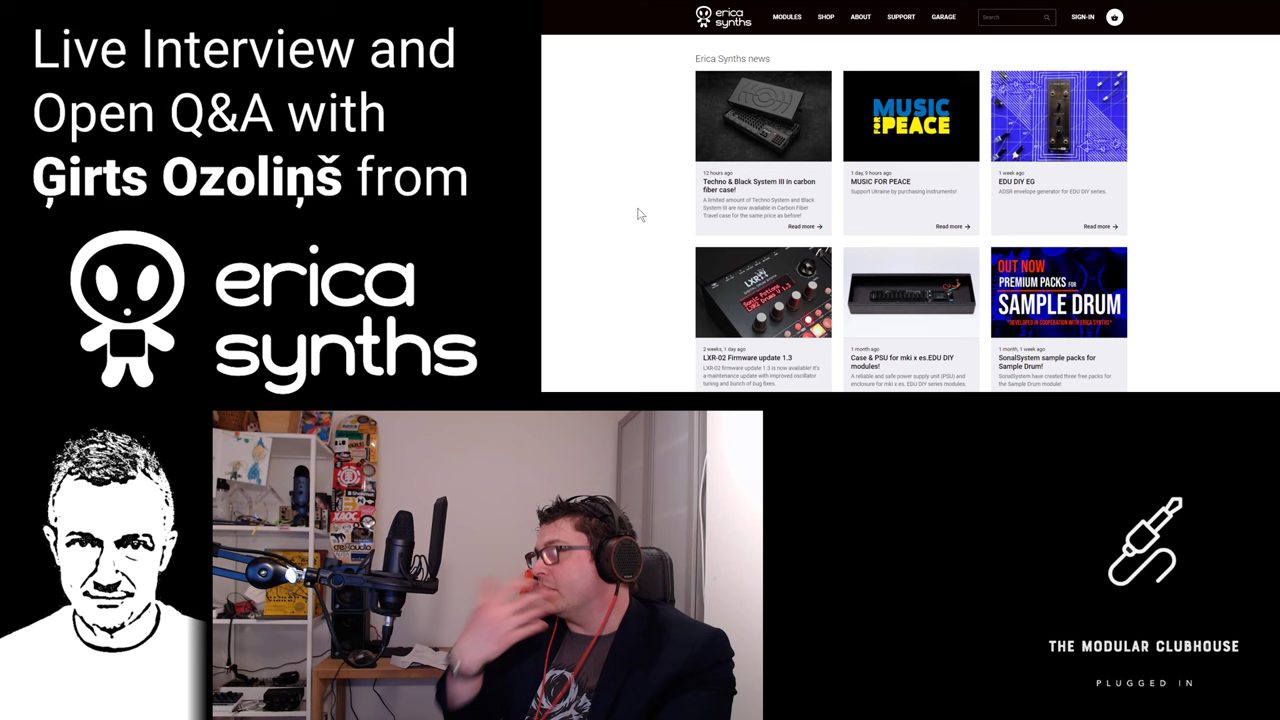 Live Interview and
Open Q&A with
Ģirts Ozoliņš from
erica
synths
erica
synths
MODULES
SHOP
ABOUT
SUPPORT
GARAGE
Search
SIGN-IN
Erica Synths news
12 hours ago
Techno & Black System III in carbon
fiber case!
A limited amount of Techno System and Black
System III are now available in Carbon Fiber
Travel case for the same price as before!
Read more
MUSIC
FOR PEACE
1 day, 9 hours ago
MUSIC FOR PEACE
Support Ukraine by purchasing instruments!
Read more
1 week ago
EDU DIY EG
ADSR envelope generator for EDU DIY series.
Read more
LXR
2 weeks, 1 day ago
LXR-02 Firmware update 1.3
LXR-02 firmware update 1.3 is now available! It's
a maintenance update with improved oscillator
tuning and bunch of bug fixes.
1 month ago
Case & PSU for mki x es.EDU DIY
modules!
A reliable and safe power supply unit (PSU) and
enclosure for mki x es. EDU DIY series modules.
OUT NOW
PREMIUM PACKS FOR
SAMPLE DRUM
*DEVELOPED IN COOPERATION WITH ERICA SYNTHS*
1 month, 1 week ago
SonalSystem sample packs for
Sample Drum!
SonalSystem have created three free packs for
the Sample Drum module!
XAOC
THE MODULAR CLUBHOUSE
PLUGGED IN